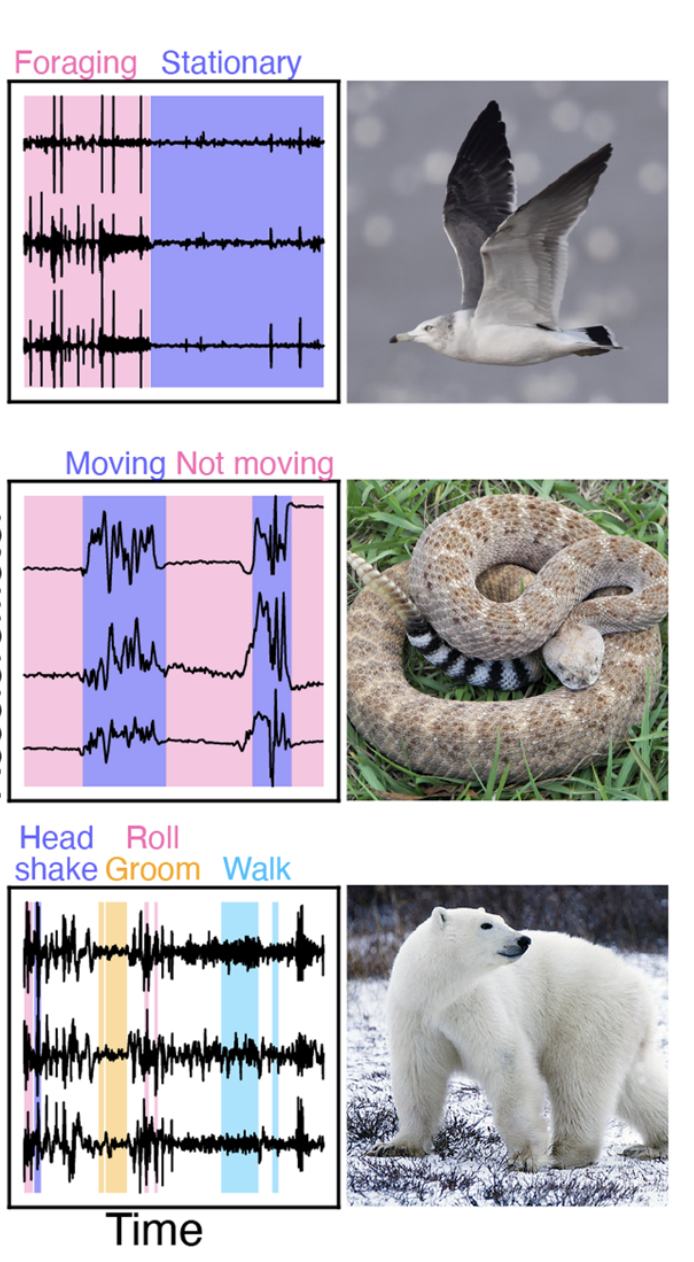 Foraging Stationary
Moving Not moving
Head Roll
shake Groom Walk
Time